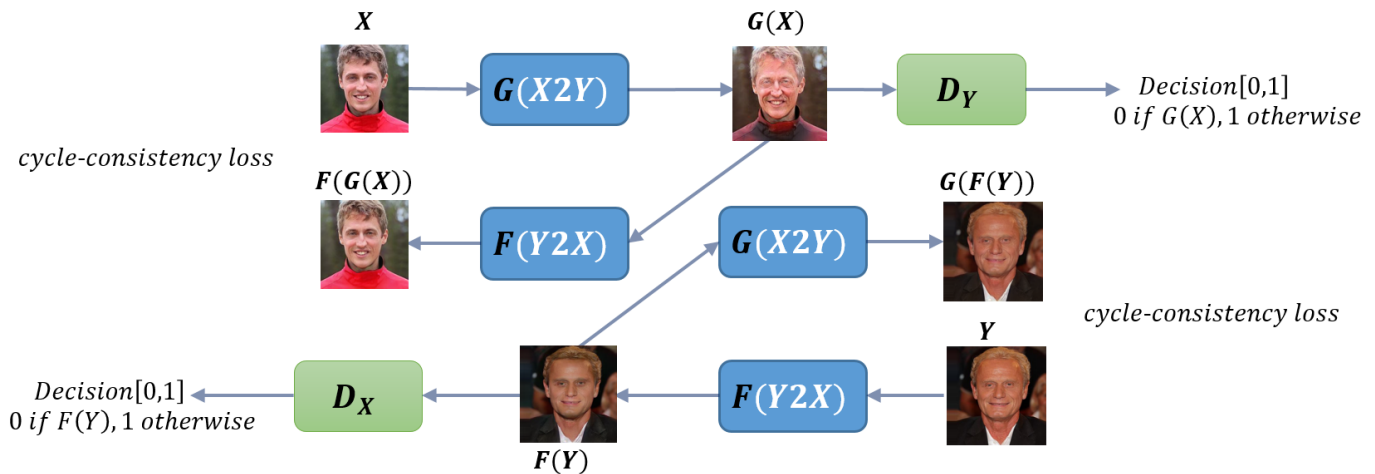 X
G(X)
G(X2Y)
D_Y
Decision[0,1]
0 if G(X), 1 otherwise
cycle-consistency loss
F(G(X))
G(F(Y))
F(Y2X)
G(X2Y)
cycle-consistency loss
Y
Decision[0,1]
0 if F(Y), 1 otherwise
D_X
F(Y2X)
F(Y)